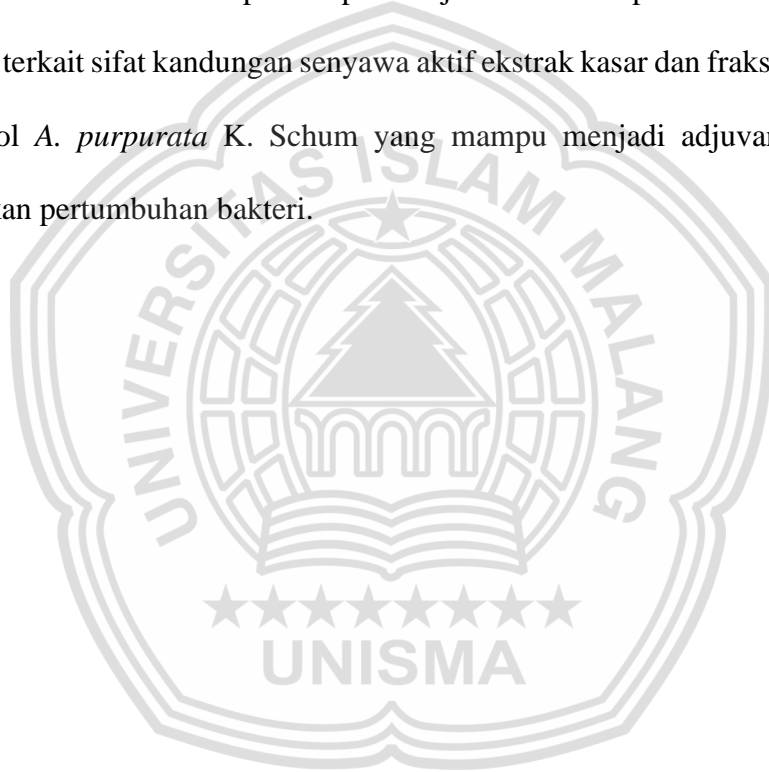 terkait sifat kandungan senyawa aktif ekstrak kasar dan fraks
ol A. purpurata K. Schum yang mampu menjadi adjuvan
kan pertumbuhan bakteri.
UNIVERSITAS ISLAM MALANG
UNISMA